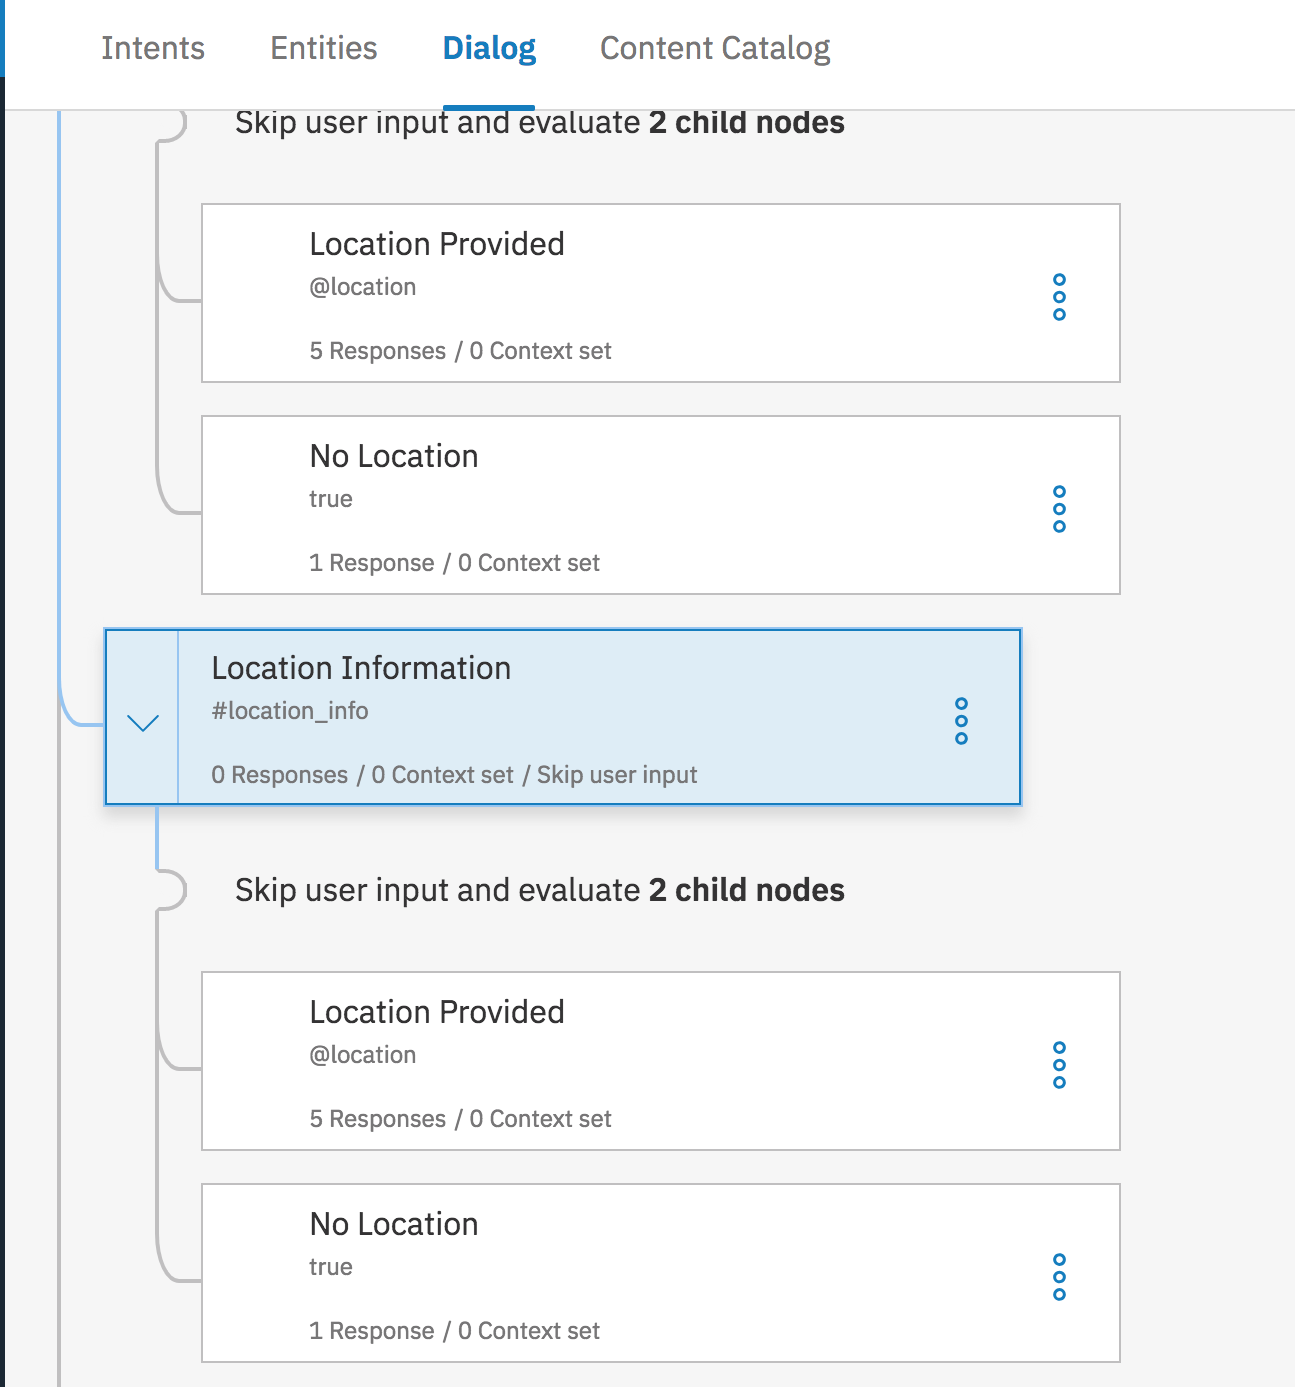 Intents Entities Dialog Content Catalog
Skip user input and evaluate 2 child nodes
Location Provided
@location
5 Responses / 0 Context set
No Location
true
1 Response / 0 Context set
Location Information
#location_info
0 Responses / 0 Context set / Skip user input
Skip user input and evaluate 2 child nodes
Location Provided
@location
5 Responses / 0 Context set
No Location
true
1 Response / 0 Context set